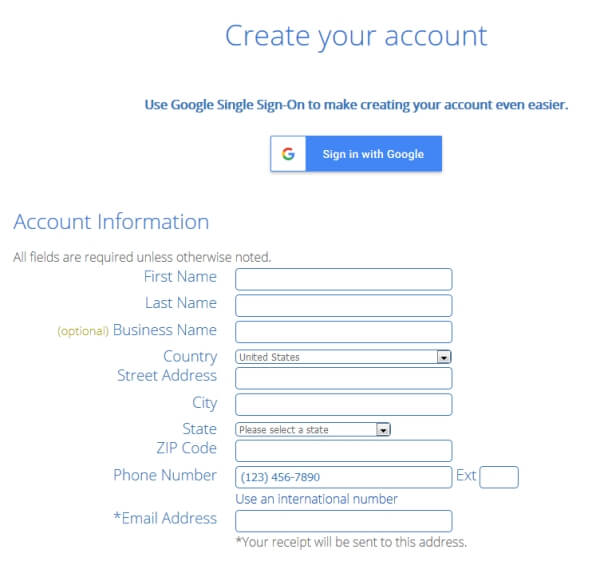 Create your account
Use Google Single Sign-On to make creating your account even easier.
G Sign in with Google
Account Information
All fields are required unless otherwise noted.
First Name
Last Name
(optional) Business Name
Country United States
Street Address
City
State Please select a state
ZIP Code
Phone Number (123) 456-7890 Ext
Use an international number
*Email Address
*Your receipt will be sent to this address.